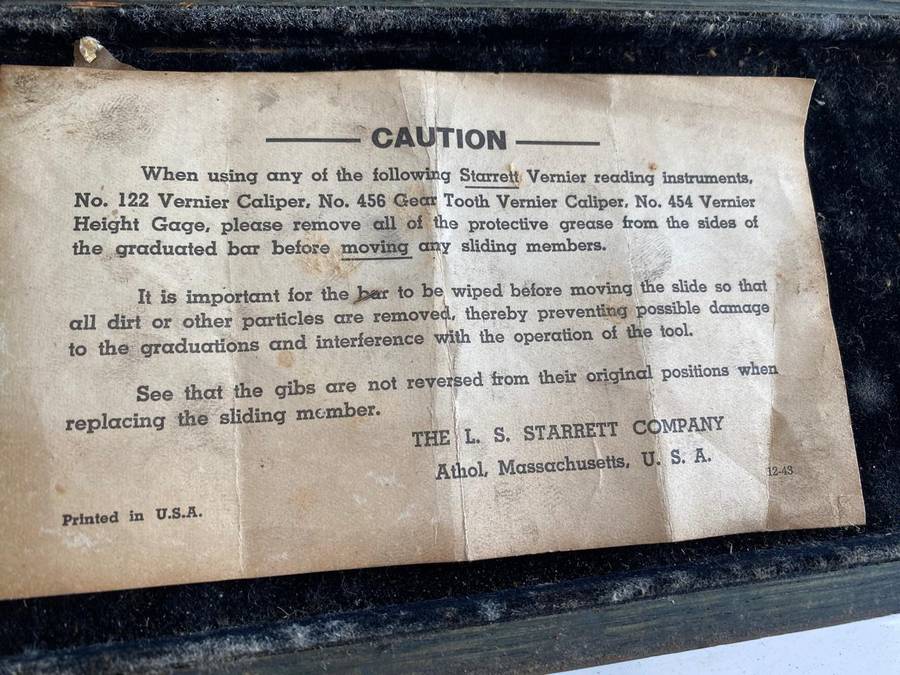 CAUTION
When using any of the following Starrett Vernier reading instruments,
No. 122 Vernier Caliper, No. 456 Gear Tooth Vernier Caliper, No. 454 Vernier
Height Gage, please remove all of the protective grease from the sides of
the graduated bar before moving any sliding members.
It is important for the bar to be wiped before moving the slide so that
all dirt or other particles are removed, thereby preventing possible damage
to the graduations and interference with the operation of the tool.
See that the gibs are not reversed from their original positions when
replacing the sliding member.
THE L. S. STARRETT COMPANY
Athol, Massachusetts, U. S. A.
12-43
Printed in U.S.A.